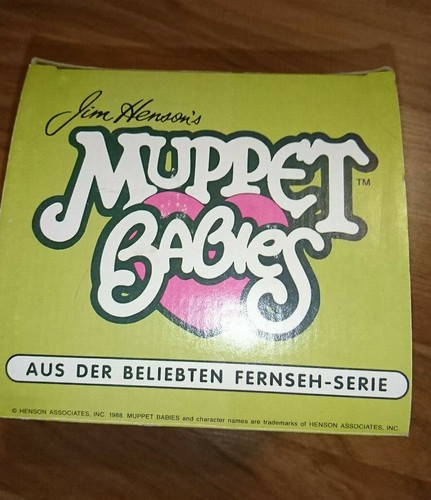 Jim Henson's
MUPPET™
BABIES
AUS DER BELIEBTEN FERNSEH-SERIE
© HENSON ASSOCIATES, INC. 1988. MUPPET BABIES and character names are trademarks of HENSON ASSOCIATES, INC.